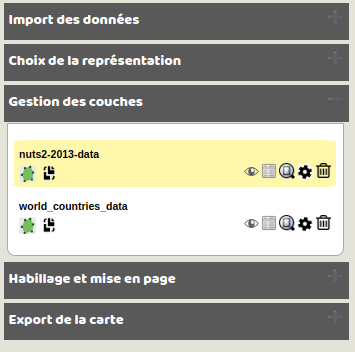 Import des données
Choix de la représentation
Gestion des couches
nuts2-2013-data
world_countries_data
Habillage et mise en page
Export de la carte